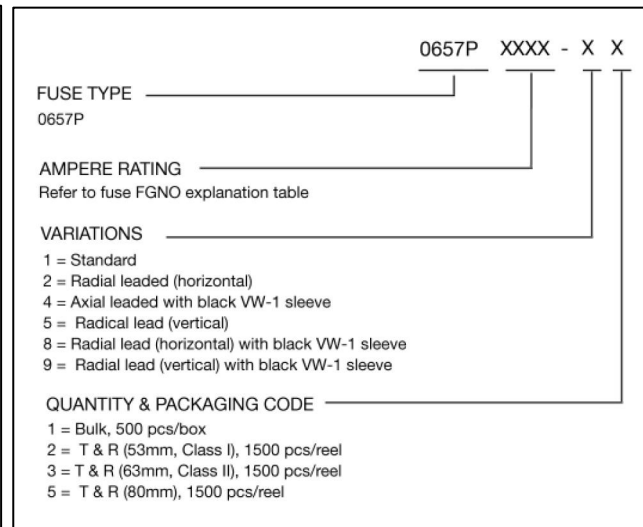 0657P XXXX - X X
FUSE TYPE
0657P
AMPERE RATING
Refer to fuse FGNO explanation table
VARIATIONS
1 = Standard
2 = Radial leaded (horizontal)
4 = Axial leaded with black VW-1 sleeve
5 = Radical lead (vertical)
8 = Radial lead (horizontal) with black VW-1 sleeve
9 = Radial lead (vertical) with black VW-1 sleeve
QUANTITY & PACKAGING CODE
1 = Bulk, 500 pcs/box
2 = T & R (53mm, Class I), 1500 pcs/reel
3 = T & R (63mm, Class II), 1500 pcs/reel
5 = T & R (80mm), 1500 pcs/reel